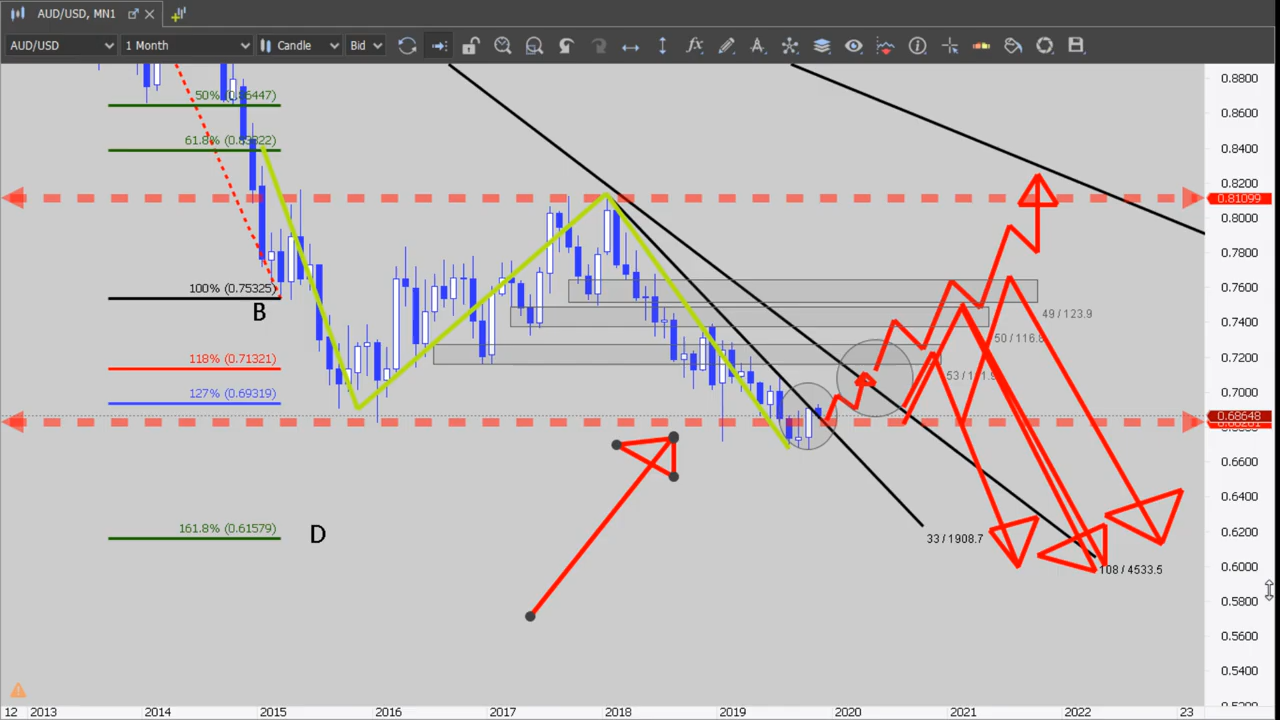 AUD/USD, MN1
AUD/USD 1 Month Candle Bid
50% (0.86447)
61.8% (0.83322)
100% (0.75325)
B
118% (0.71321)
127% (0.69319)
161.8% (0.61579)
D
49 / 123.9
50 / 116.8
33 / 1908.7
108 / 4533.5
0.8800
0.8600
0.8400
0.8200
0.81099
0.8000
0.7800
0.7600
0.7400
0.7200
0.7000
0.68648
0.6600
0.6400
0.6200
0.6000
0.5800
0.5600
0.5400
0.5200
12 2013 2014 2015 2016 2017 2018 2019 2020 2021 2022 23